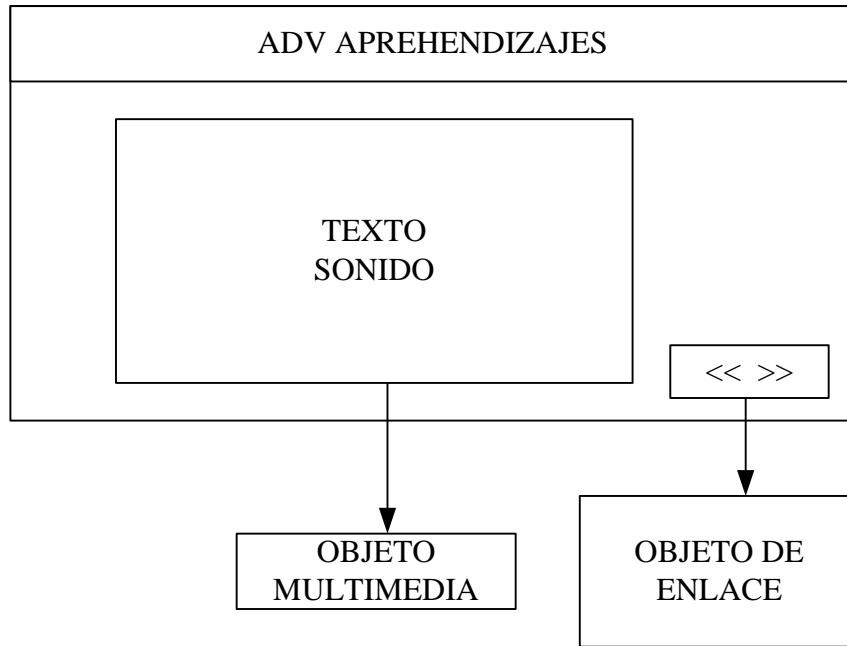 ADV APREHENDIZAJES
TEXTO
SONIDO
<< >>
OBJETO
MULTIMEDIA
OBJETO DE
ENLACE